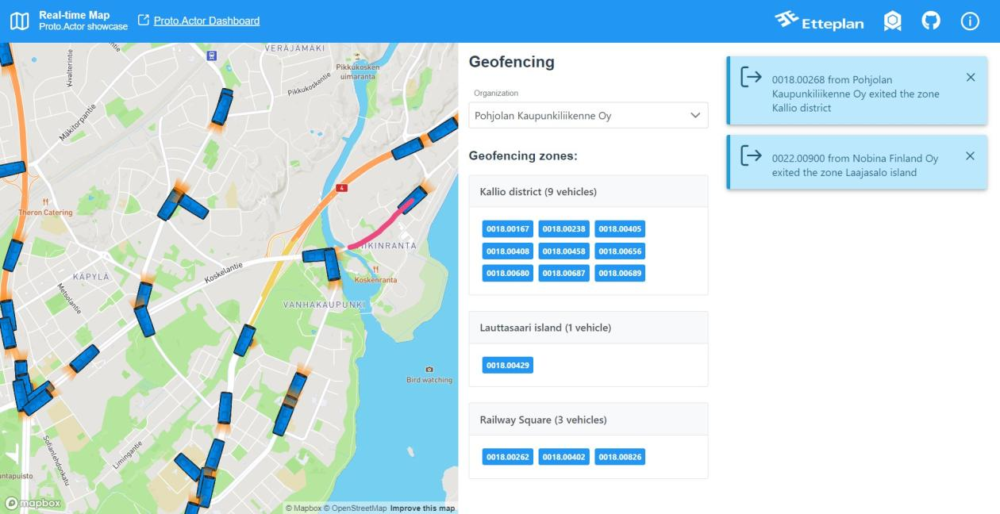 Real-time Map
Proto.Actor showcase
Proto.Actor Dashboard
Etteplan
VERÄJÄMÄKI
Pikkukosken
uimaranta
Pikkukoskentie
Kivalterintie
Mäkitorpantie
Theron Catering
4
KÄPYLÄ
Metsolantie
Koskelantie
IKINRANTA
Koskenranta
VANHAKAUPUNKI
Bird watching
Sofianlehdonkatu
Limingantie
ntapuisto
mapbox
© Mapbox © OpenStreetMap Improve this map
Geofencing
Organization
Pohjolan Kaupunkiliikenne Oy
Geofencing zones:
Kallio district (9 vehicles)
0018.00167 0018.00238 0018.00405
0018.00408 0018.00458 0018.00656
0018.00680 0018.00687 0018.00689
Lauttasaari island (1 vehicle)
0018.00429
Railway Square (3 vehicles)
0018.00262 0018.00402 0018.00826
0018.00268 from Pohjolan
Kaupunkiliikenne Oy exited the zone
Kallio district
0022.00900 from Nobina Finland Oy
exited the zone Laajasalo island